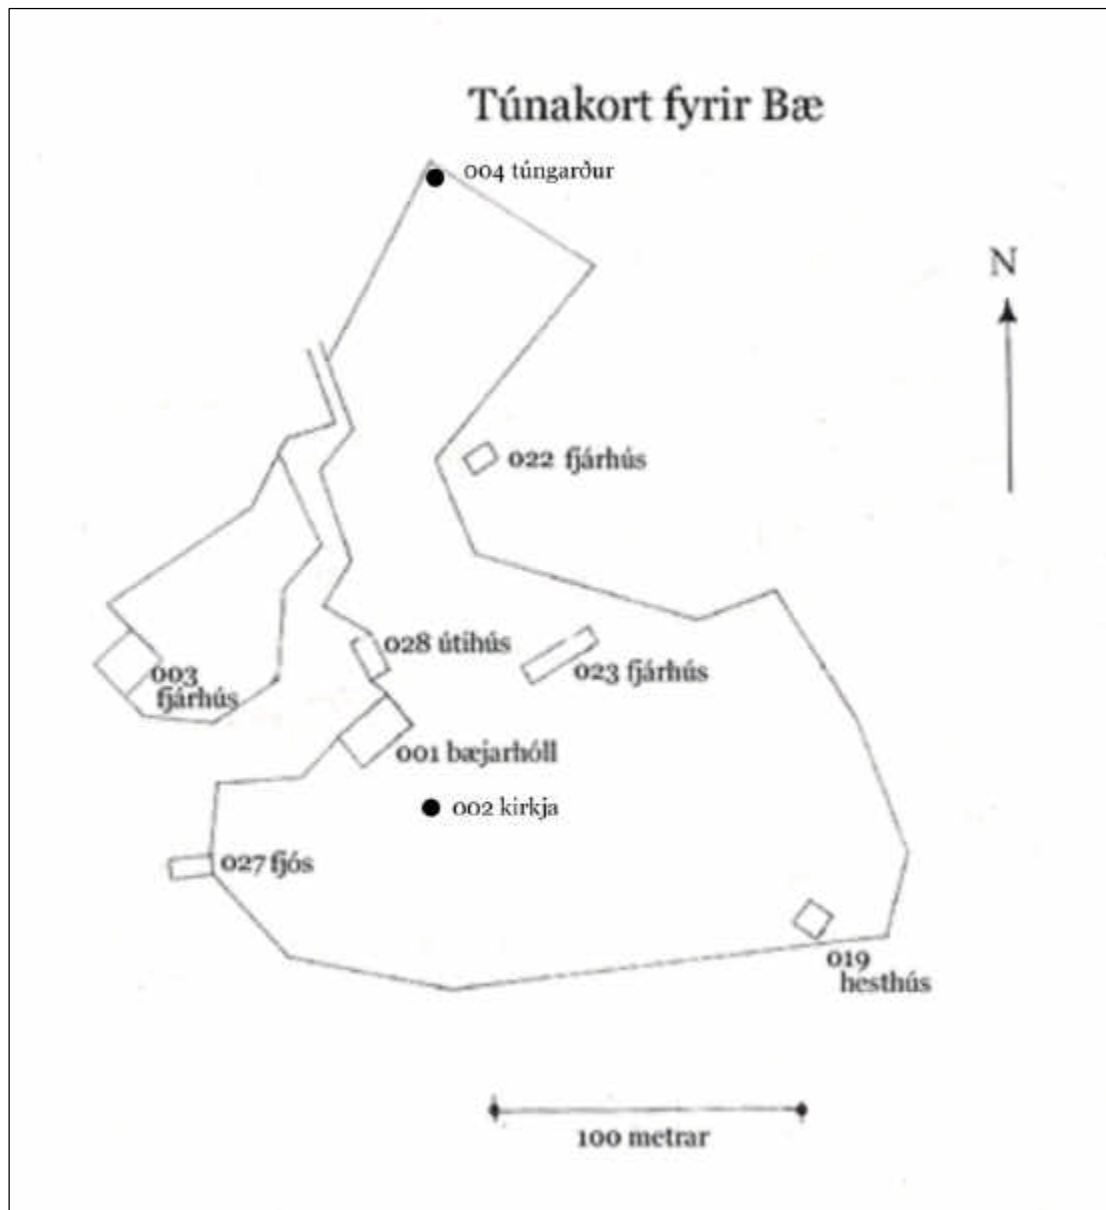 Túnakort fyrir Bæ
004 túngarður
N
022 fjárhús
028 útihús
023 fjárhús
003
fjárhús
001 bæjarhóll
002 kirkja
027 fjós
019
hesthús
100 metrar